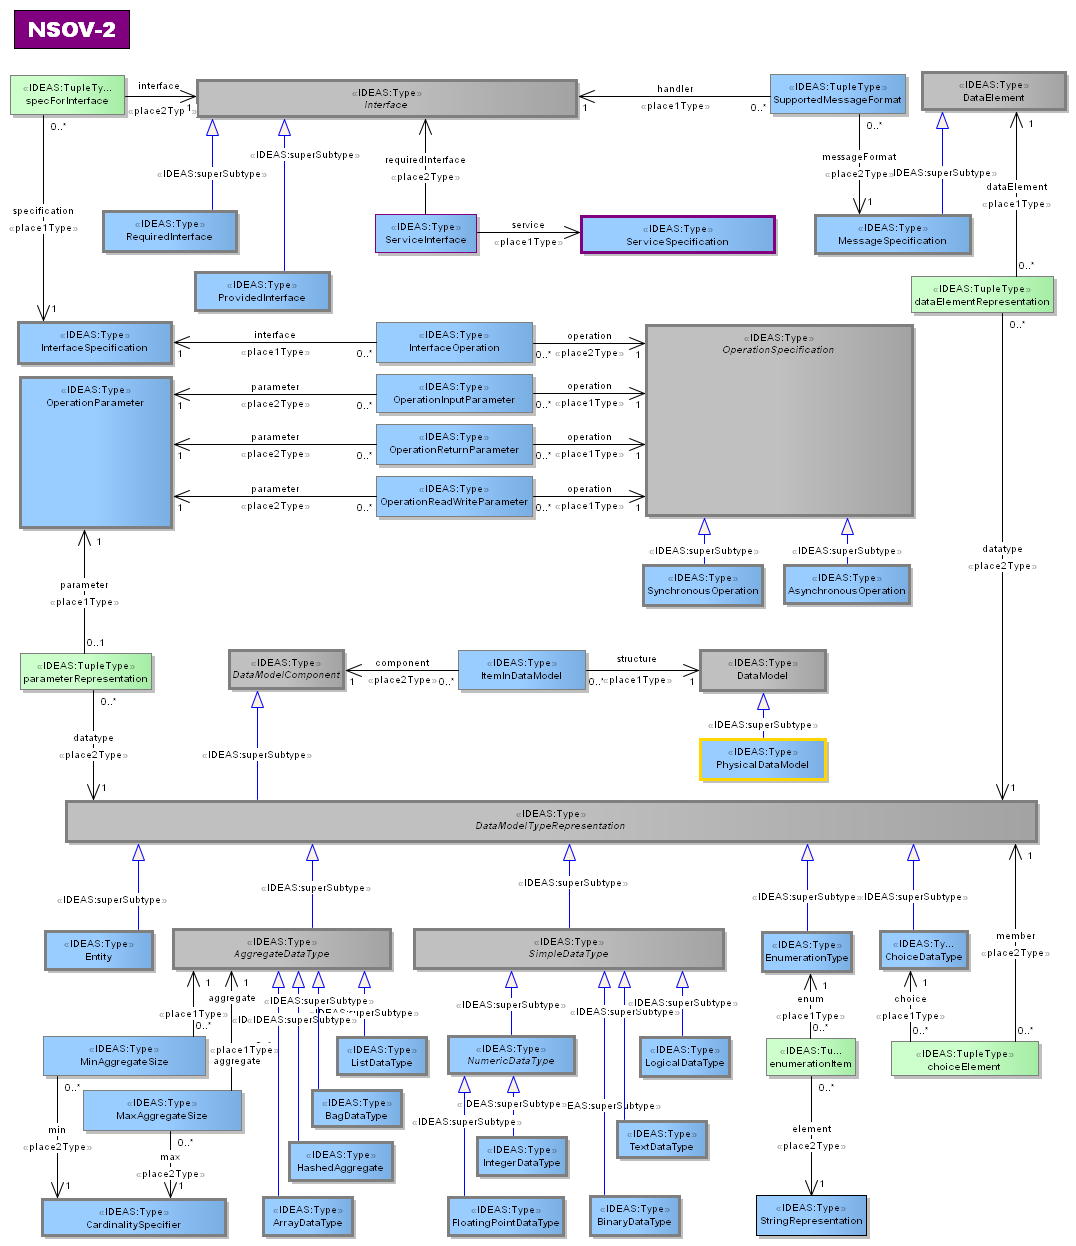 NSOV-2
«IDEAS:TupleTy...
specForInterface
interface
«place2Typ
1
«IDEAS:Type»
Interface
handler
«place1Type»
1
0..*
«IDEAS:TupleType»
SupportedMessageFormat
0..*
«IDEAS:Type»
DataElement
1
0..*
«IDEAS:superSubtype»
«IDEAS:superSubtype»
requiredInterface
«place2Type»
messageFormat
«place2Type»
IDEAS:superSubtype»
dataElement
«place1Type»
1
specification
«place1Type»
«IDEAS:Type»
RequiredInterface
«IDEAS:Type»
ServiceInterface
service
«place1Type»
«IDEAS:Type»
ServiceSpecification
«IDEAS:Type»
MessageSpecification
0..*
«IDEAS:Type»
ProvidedInterface
«IDEAS:TupleType»
dataElementRepresentation
0..*
1
«IDEAS:Type»
InterfaceSpecification
1
interface
«place1Type»
0..*
«IDEAS:Type»
InterfaceOperation
0..*
operation
«place2Type»
1
«IDEAS:Type»
OperationSpecification
«IDEAS:Type»
OperationParameter
1
parameter
«place2Type»
0..*
«IDEAS:Type»
OperationInputParameter
0..*
operation
«place1Type»
1
1
parameter
«place2Type»
0..*
«IDEAS:Type»
OperationReturnParameter
0..*
operation
«place1Type»
1
1
parameter
«place2Type»
0..*
«IDEAS:Type»
OperationReadWriteParameter
0..*
operation
«place1Type»
1
1
parameter
«place1Type»
0..1
«IDEAS:superSubtype»
«IDEAS:superSubtype»
«IDEAS:Type»
SynchronousOperation
«IDEAS:Type»
AsynchronousOperation
datatype
«place2Type»
«IDEAS:TupleType»
parameterRepresentation
0..*
«IDEAS:Type»
DataModelComponent
1
component
«place2Type»
0..*
«IDEAS:Type»
ItemInDataModel
0..*
structure
«place1Type»
1
«IDEAS:Type»
DataModel
datatype
«place2Type»
1
«IDEAS:superSubtype»
«IDEAS:superSubtype»
«IDEAS:Type»
PhysicalDataModel
1
«IDEAS:Type»
DataModelTypeRepresentation
1
«IDEAS:superSubtype»
«IDEAS:superSubtype»
«IDEAS:superSubtype»
«IDEAS:superSubtype»
IDEAS:superSubtype»
member
«place2Type»
«IDEAS:Type»
Entity
«IDEAS:Type»
AggregateDataType
«IDEAS:Type»
SimpleDataType
«IDEAS:Type»
EnumerationType
«IDEAS:Ty...
ChoiceDataType
1
1
aggregate
«place1Type»
0..*
«IDEAS:superSubtype»
«IDEAS:superSubtype»
superSubtype»
«IDEAS:superSubtype»
IDEAS:superSubtype»
1
enum
«place1Type»
0..*
1
choice
«place1Type»
0..*
0..*
«IDEAS:Type»
MinAggregateSize
«place1Type
aggregate
«IDEAS:Type»
ListDataType
«IDEAS:Type»
NumericDataType
«IDEAS:Type»
LogicalDataType
«IDEAS:Tu...
enumerationItem
«IDEAS:TupleType»
choiceElement
0..*
«IDEAS:Type»
MaxAggregateSize
«IDEAS:Type»
BagDataType
«IDEAS:superSubtype»
EAS:superSubtype»
«IDEAS:superSubtype»
0..*
min
«place2Type»
0..*
max
«place2Type»
«IDEAS:Type»
HashedAggregate
«IDEAS:Type»
IntegerDataType
«IDEAS:Type»
TextDataType
element
«place2Type»
1
1
«IDEAS:Type»
CardinalitySpecifier
«IDEAS:Type»
ArrayDataType
«IDEAS:Type»
FloatingPointDataType
«IDEAS:Type»
BinaryDataType
1
«IDEAS:Type»
StringRepresentation